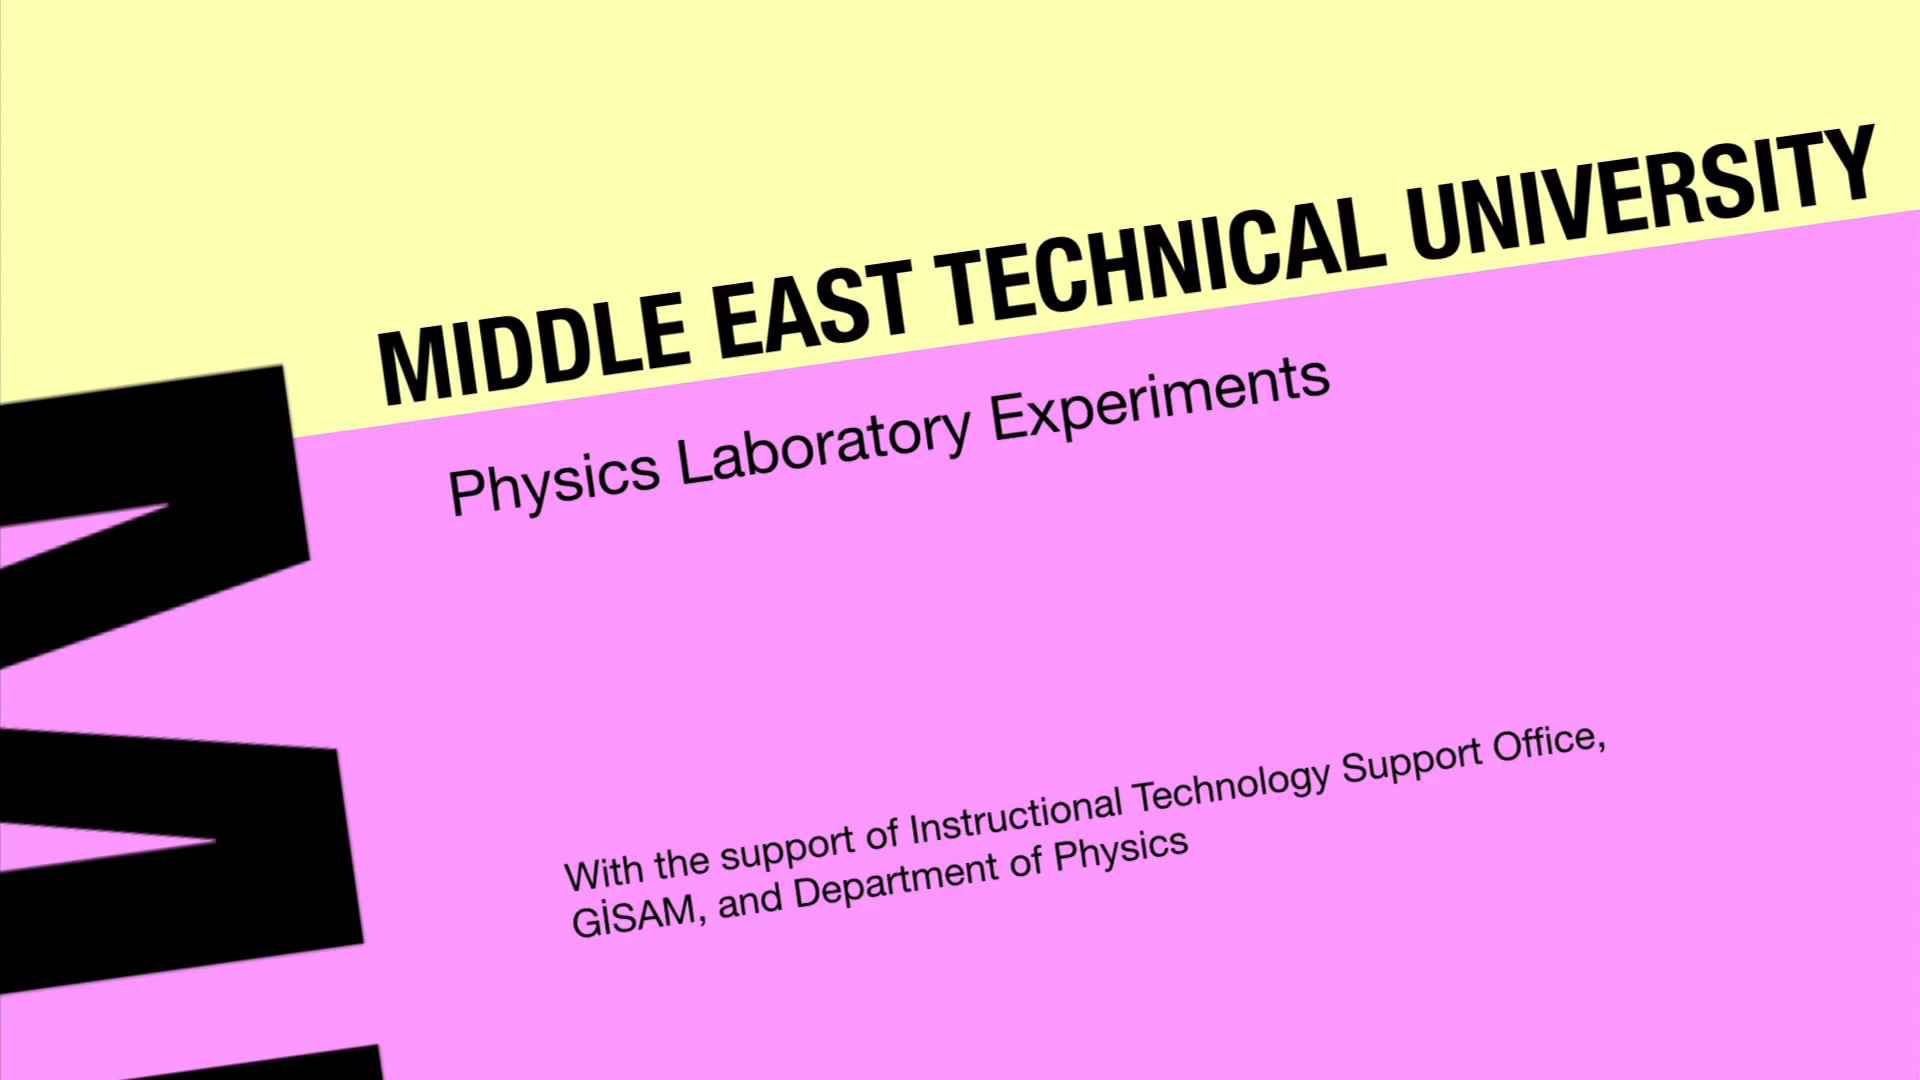 MIDDLE EAST TECHNICAL UNIVERSITY
Physics Laboratory Experiments
With the support of Instructional Technology Support Office,
GİSAM, and Department of Physics
M